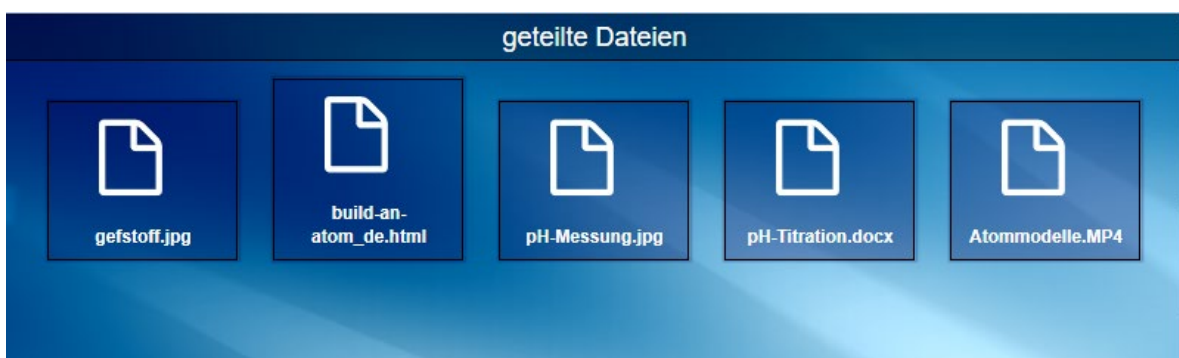 geteilte Dateien
gefstoff.jpg
build-an-
atom_de.html
pH-Messung.jpg
pH-Titration.docx
Atommodelle.MP4